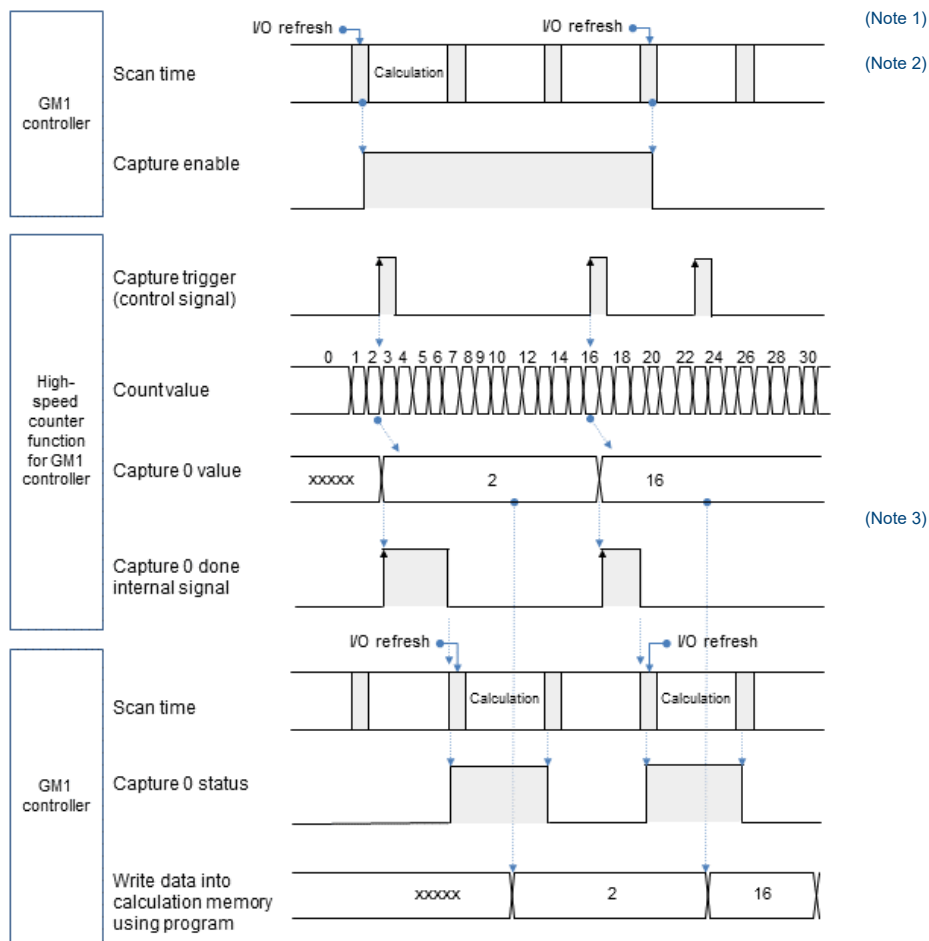 I/O refresh
I/O refresh
(Note 1)
Scan time
Calculation
(Note 2)
GM1
controller
Capture enable
Capture trigger
(control signal)
0 1 2 3 4 5 6 7 8 9 10 12 14 16 18 20 22 24 26 28 30
Count value
High-
speed
counter
function
for GM1
controller
Capture 0 value
xxxxx
2
16
(Note 3)
Capture 0 done
internal signal
I/O refresh
I/O refresh
Scan time
Calculation
Calculation
GM1
controller
Capture 0 status
Write data into
calculation memory
using program
xxxxx
2
16